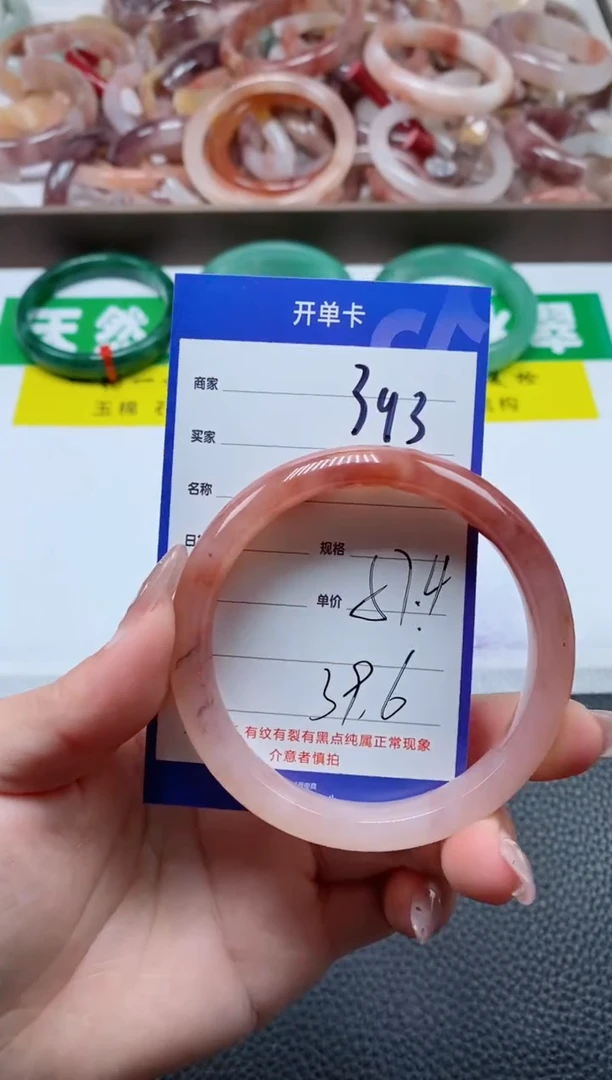 天然
开单卡
商家 343
买家
名称
规格
单价 57.4
39.6
有纹有裂有黑点纯属正常现象
介意者慎拍